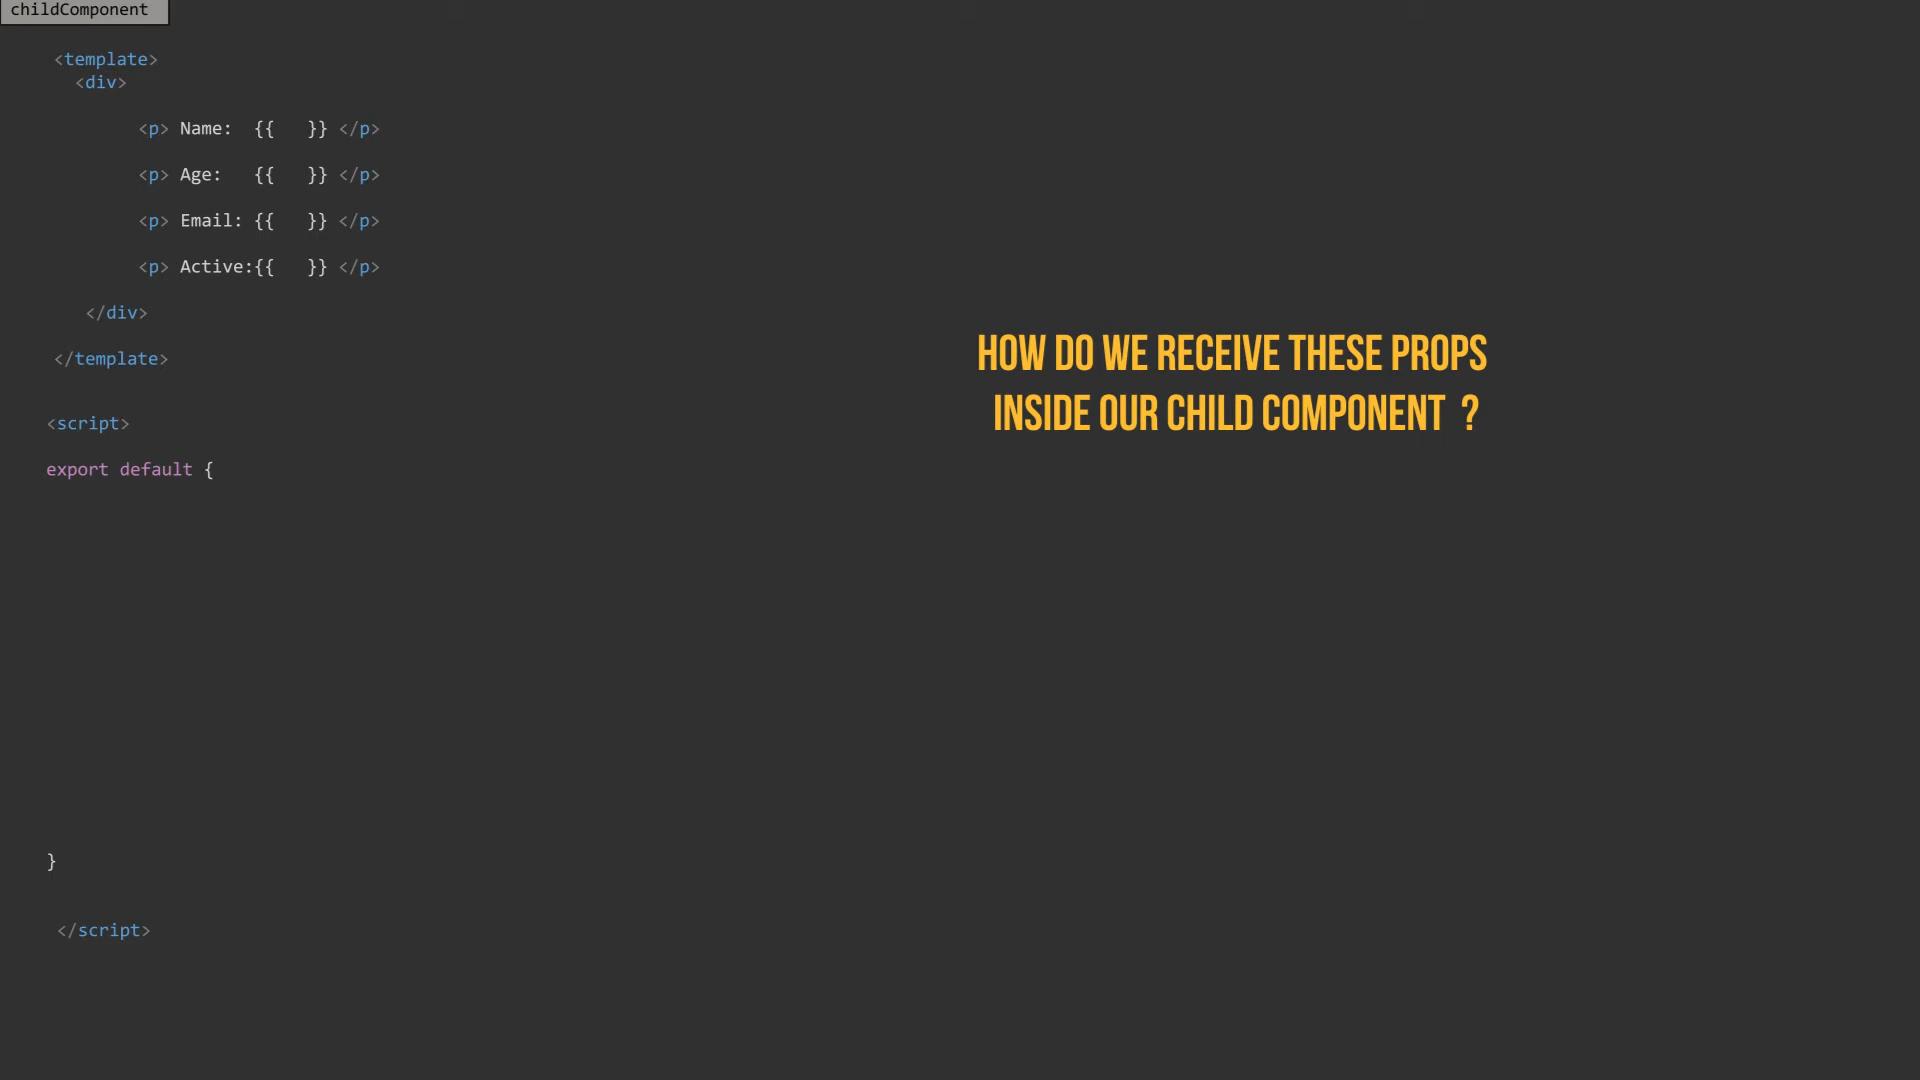 childComponent
<template>
<div>
<p> Name: {{ }} </p>
<p> Age: {{ }} </p>
<p> Email: {{ }} </p>
<p> Active:{{ }} </p>
</div>
</template>
<script>
export default {
}
</script>
HOW DO WE RECEIVE THESE PROPS
INSIDE OUR CHILD COMPONENT ?